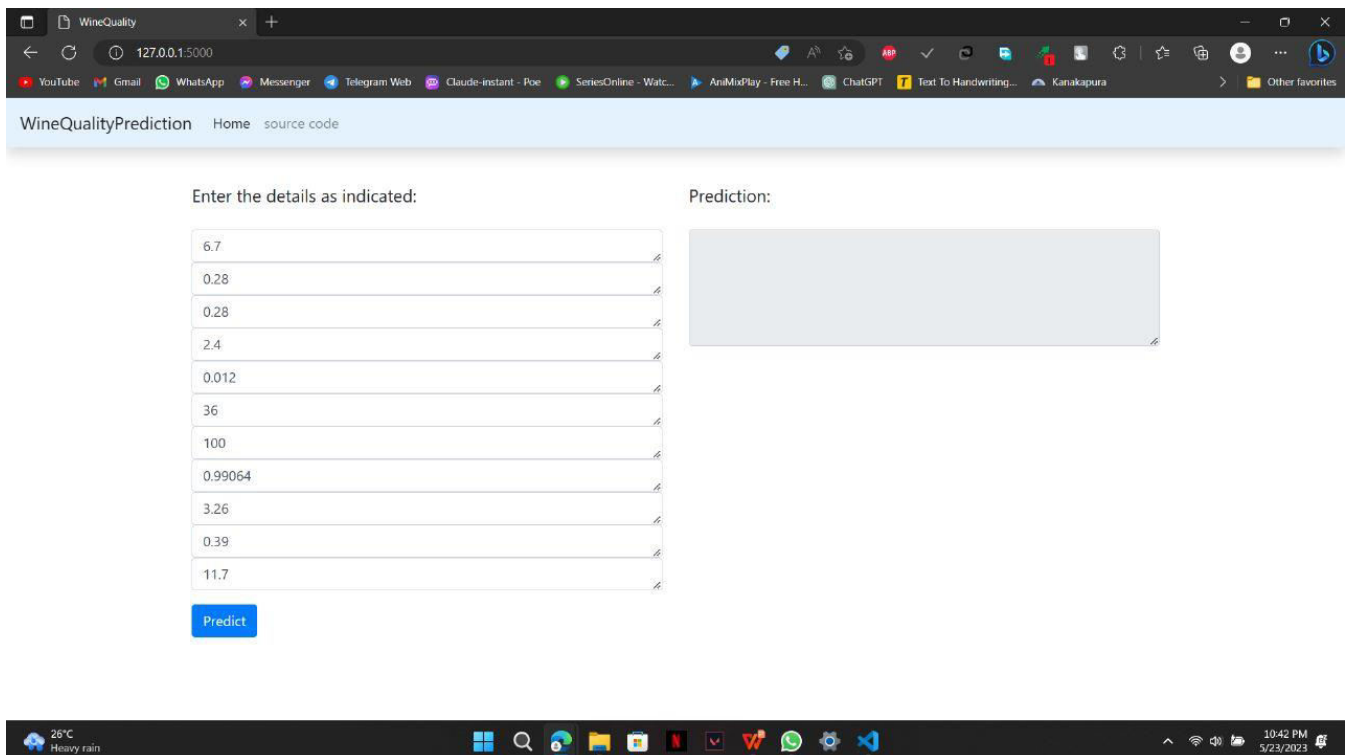 WineQuality
127.0.0.1:5000
YouTube Gmail WhatsApp Messenger Telegram Web Claude-instant - Poe SeriesOnline - Watc... AniMixPlay - Free H... ChatGPT Text To Handwriting... Kanakapura Other favorites
WineQualityPrediction Home source code
Enter the details as indicated: Prediction:
6.7
0.28
0.28
2.4
0.012
36
100
0.99064
3.26
0.39
11.7
Predict
26°C
Heavy rain
10:42 PM
5/23/2023